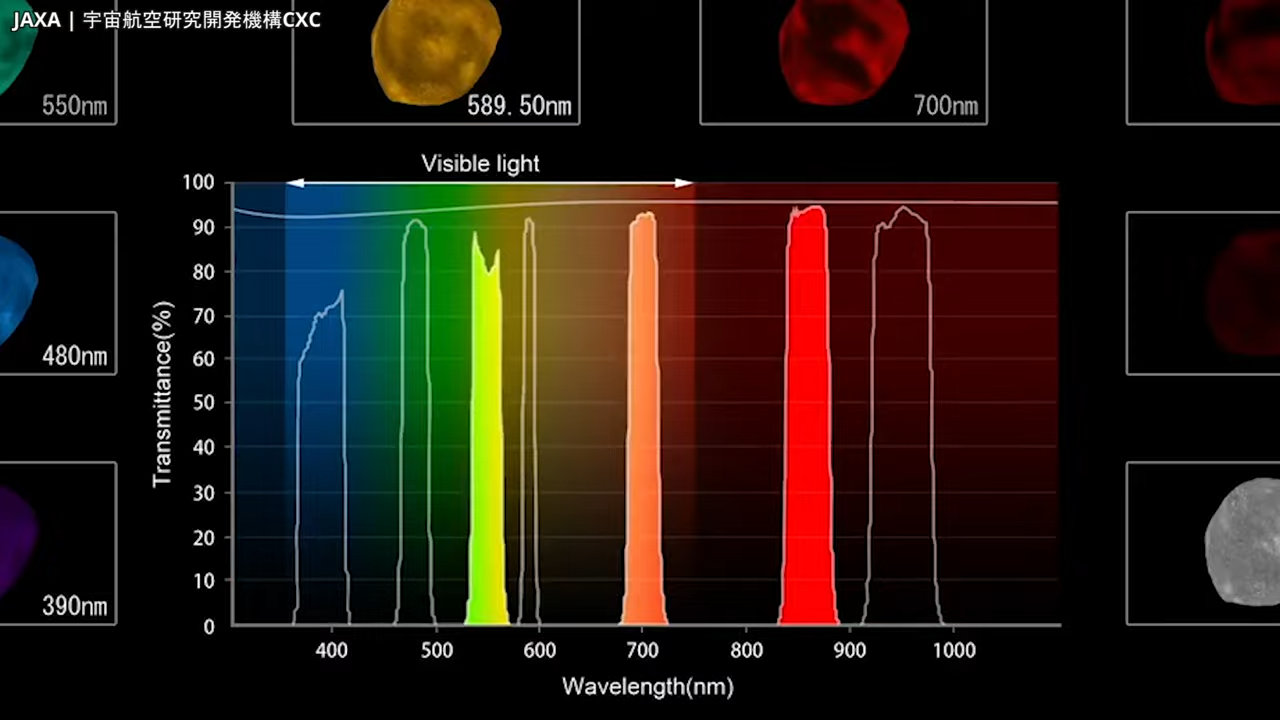 JAXA | 宇宙航空研究開発機構CXC
550nm
589.50nm
700nm
Visible light
100
90
80
70
60
50
40
30
20
10
0
Transmittance(%)
480nm
390nm
400 500 600 700 800 900 1000
Wavelength(nm)